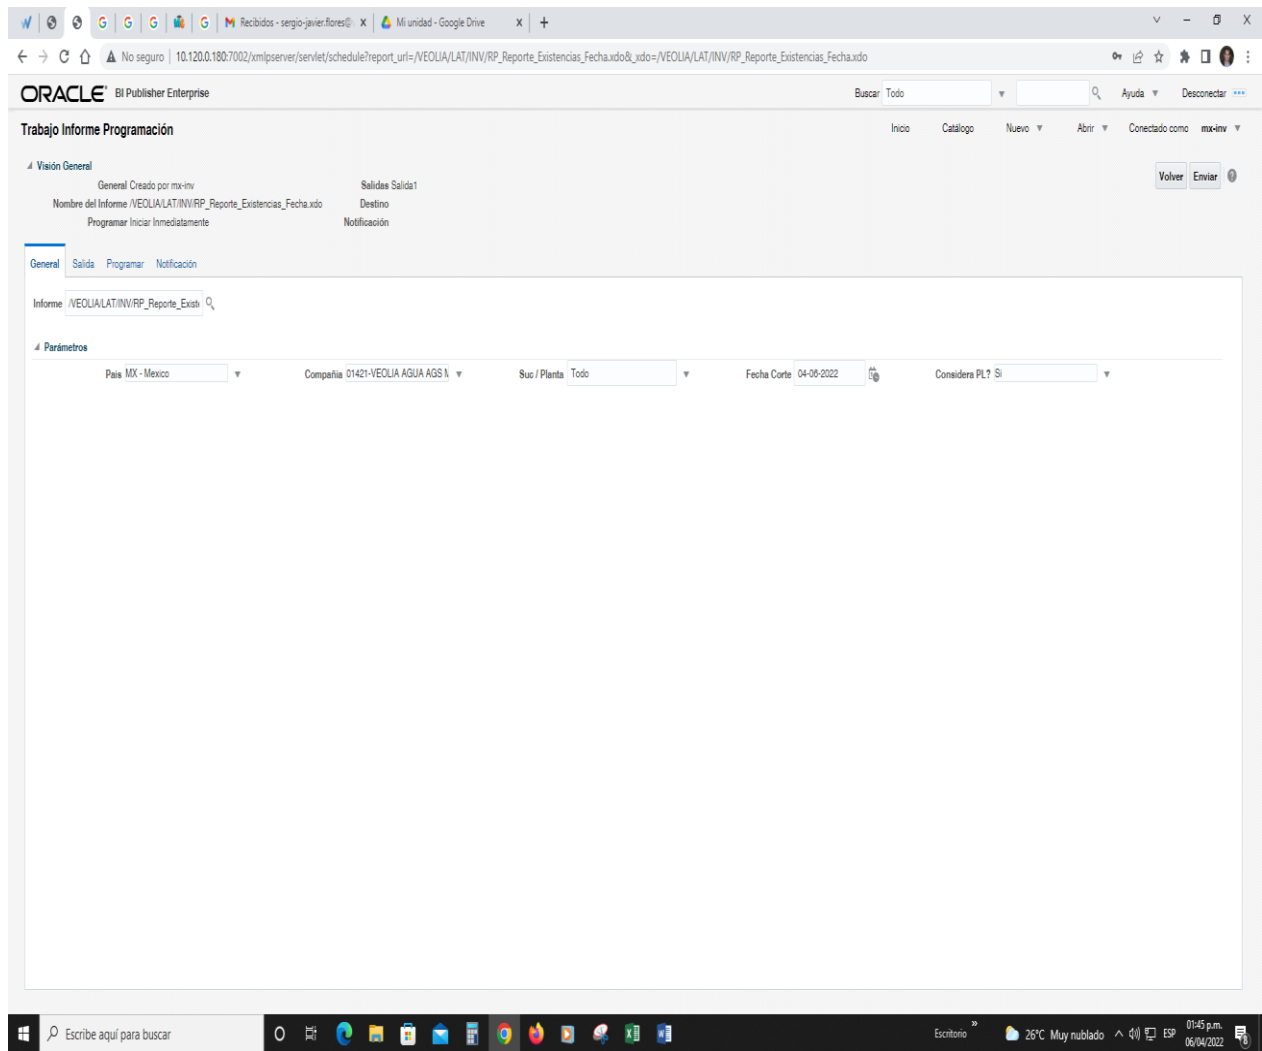 Recibidos - sergio-javier.flores@
Mi unidad - Google Drive
No seguro | 10.120.0.180:7002/xmlpserver/servlet/schedule?report_url=/VEOLIA/LAT/INV/RP_Reporte_Existencias_Fecha.xdo&_xdo=/VEOLIA/LAT/INV/RP_Reporte_Existencias_Fecha.xdo
ORACLE BI Publisher Enterprise
Buscar Todo
Ayuda
Desconectar
Trabajo Informe Programación
Inicio Catálogo Nuevo Abrir Conectado como mx-inv
Visión General
Volver Enviar
General Creado por mx-inv
Salidas Salida1
Nombre del Informe /VEOLIA/LAT/INV/RP_Reporte_Existencias_Fecha.xdo
Destino
Programar Iniciar Inmediatamente
Notificación
General Salida Programar Notificación
Informe /VEOLIA/LAT/INV/RP_Reporte_Existe
Parámetros
Pais MX - Mexico
Compañia 01421-VEOLIA AGUA AGS M
Suc / Planta Todo
Fecha Corte 04-06-2022
Considera PL? Si
Escribe aquí para buscar
Escritorio
26°C Muy nublado
ESP
01:45 p.m.
06/04/2022
8